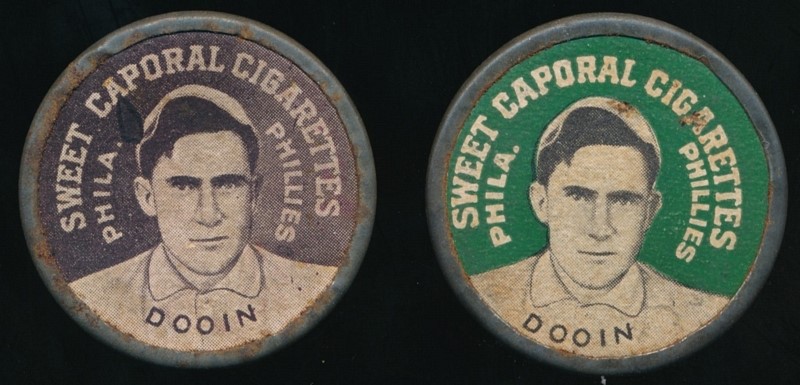 SWEET CAPORAL CIGARETTES
PHILA. PHILLIES
DOOIN
SWEET CAPORAL CIGARETTES
PHILA. PHILLIES
DOOIN